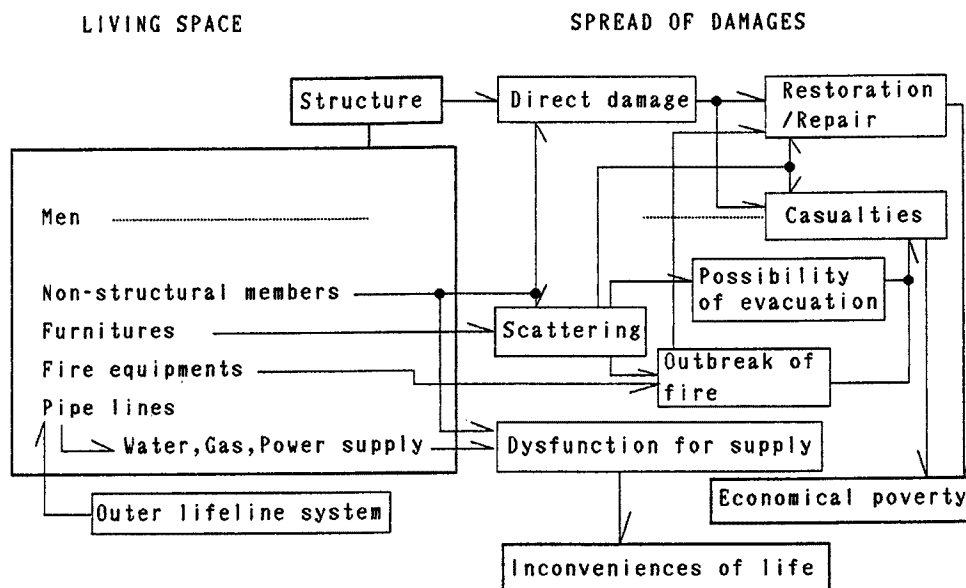 LIVING SPACE
SPREAD OF DAMAGES
Structure
Direct damage
Restoration
/Repair
Men
Casualties
Non-structural members
Possibility
of evacuation
Furnitures
Scattering
Fire equipments
Outbreak of
fire
Pipe lines
Water,Gas,Power supply
Dysfunction for supply
Outer lifeline system
Economical poverty
Inconveniences of life